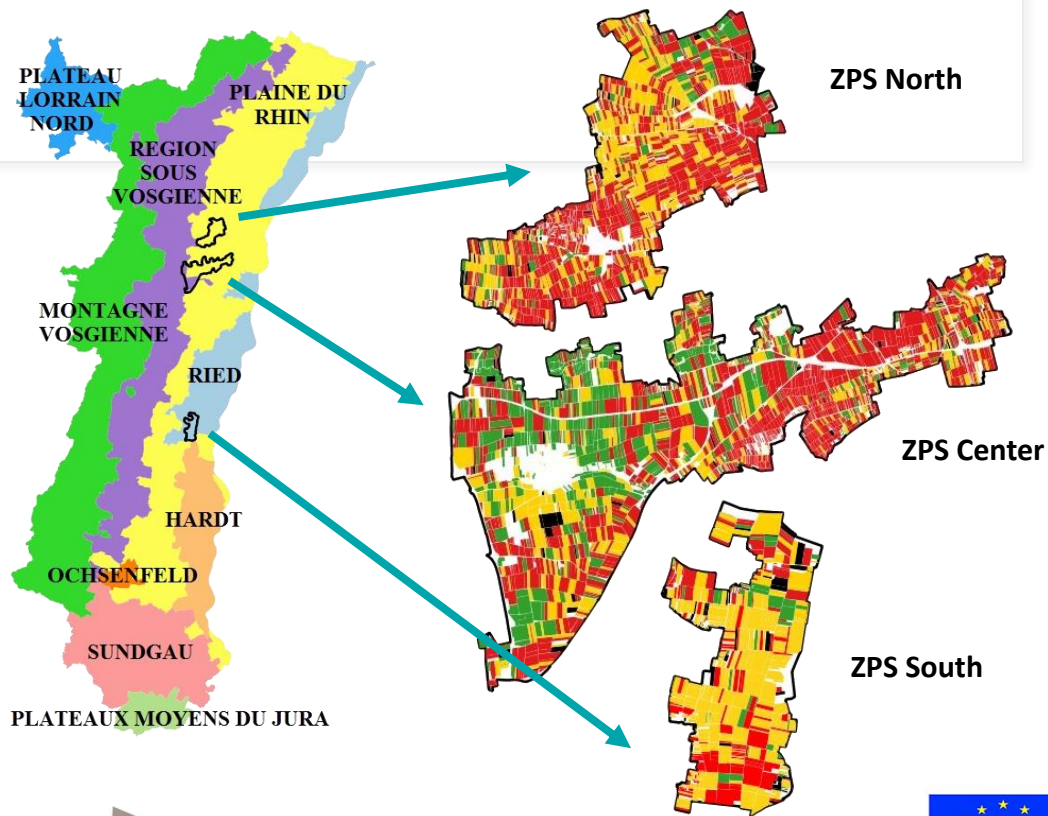 PLATEAU
LORRAIN
NORD
PLAINE DU
RHIN
REGION
SOUS
VOSGIENNE
MONTAGNE
VOSGIENNE
RIED
HARDT
OCHSENFELD
SUNDGAU
PLATEAUX MOYENS DU JURA
ZPS North
ZPS Center
ZPS South